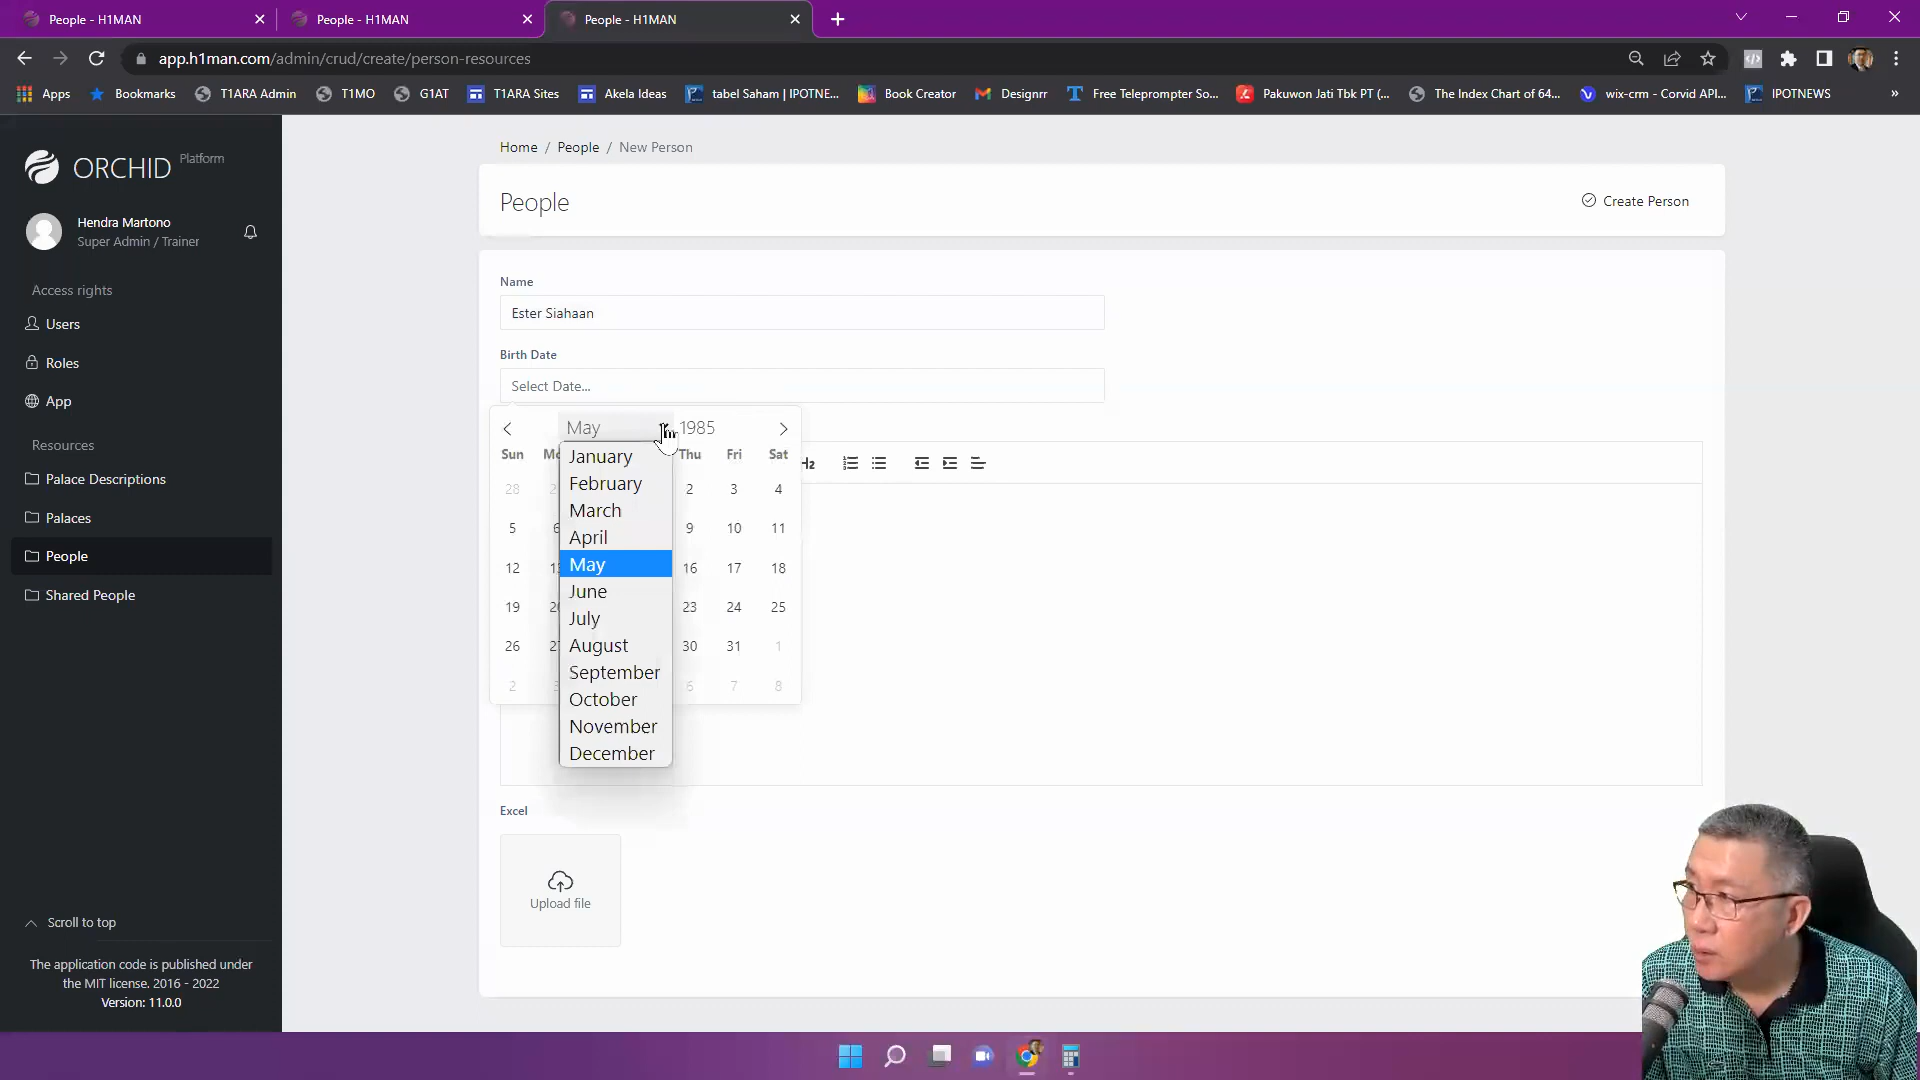 People - H1MAN
People - H1MAN
People - H1MAN
app.h1man.com/admin/crud/create/person-resources
Apps
Bookmarks
T1ARA Admin
T1MO
G1AT
T1ARA Sites
Akela Ideas
tabel Saham | IPOTNE...
Book Creator
Designrr
Free Teleprompter So...
Pakuwon Jati Tbk PT (...
The Index Chart of 64...
wix-crm - Corvid API...
IPOTNEWS
»
ORCHID Platform
Hendra Martono
Super Admin / Trainer
Access rights
Users
Roles
App
Resources
Palace Descriptions
Palaces
People
Shared People
Scroll to top
The application code is published under
the MIT license. 2016 - 2022
Version: 11.0.0
Home / People / New Person
People
Create Person
Name
Ester Siahaan
Birth Date
Select Date...
May 1985
Sun Thu Fri Sat
28 2 3 4
5 9 10 11
12 16 17 18
19 23 24 25
26 30 31 1
2 6 7 8
January
February
March
April
May
June
July
August
September
October
November
December
H2
Excel
Upload file